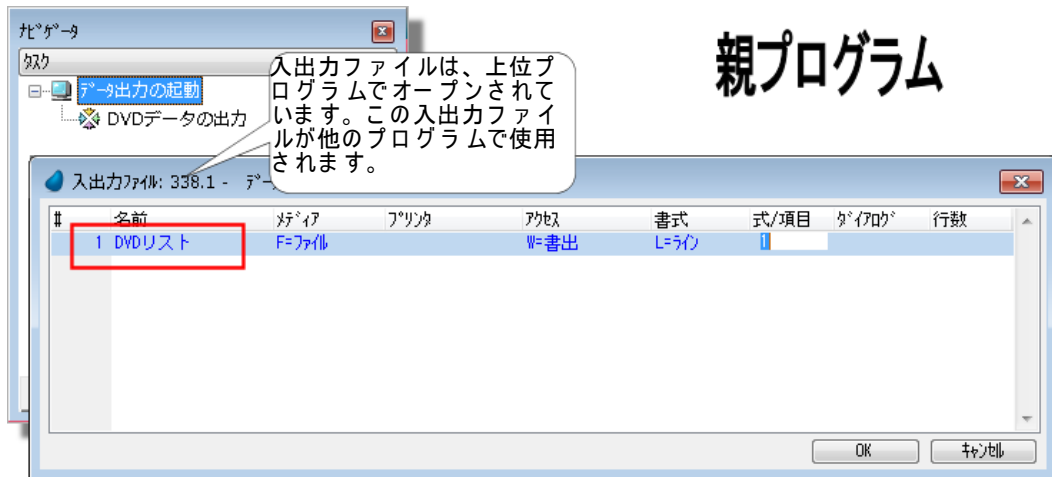 ﾅﾋﾞｹﾞｰﾀ
親プログラム
ﾀｽｸ
入出力ファイルは、上位プ
ログラムでオープンされて
います。この入出力ファイ
ルが他のプログラムで使用
されます。
ﾃﾞｰﾀ出力の起動
DVDデータの出力
入出力ﾌｧｲﾙ: 338.1 - ﾃﾞｰ
# 名前 ﾒﾃﾞｨｱ ﾌﾟﾘﾝﾀ ｱｸｾｽ 書式 式/項目 ﾀﾞｲｱﾛｸﾞ 行数
1 DVDリスト F=ﾌｧｲﾙ W=書出 L=ﾗｲﾝ 1
OK ｷｬﾝｾﾙ